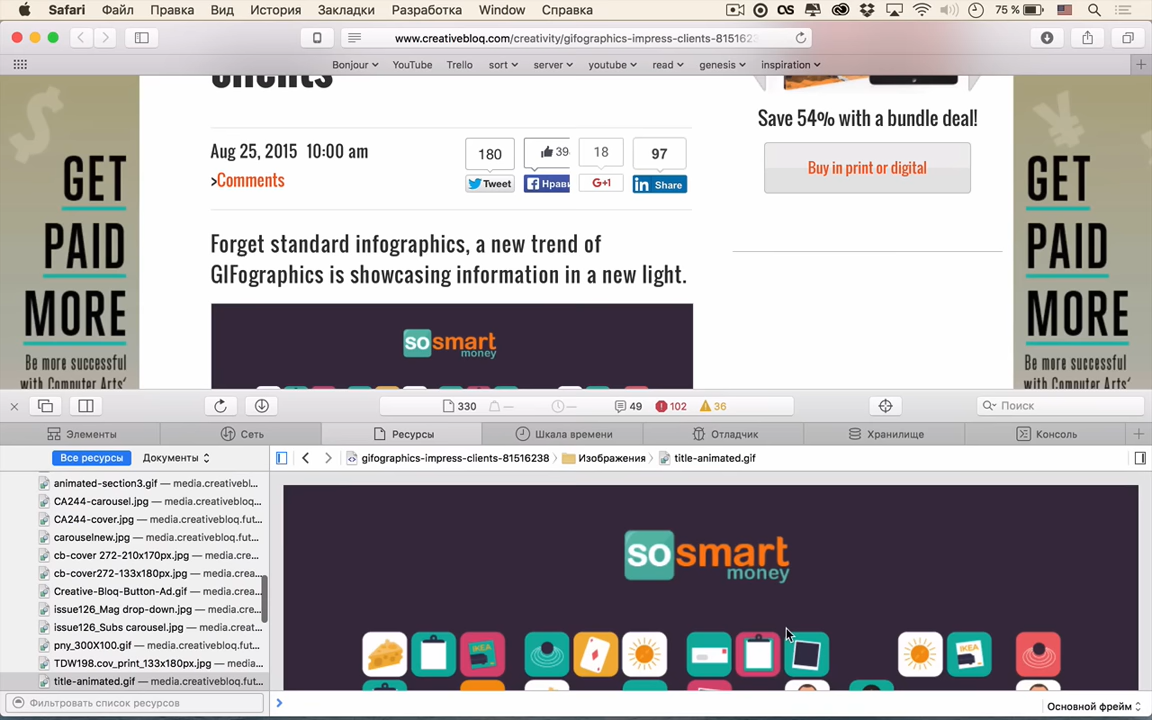 Safari Файл Правка Вид История Закладки Разработка Window Справка 75 %
www.creativebloq.com/creativity/gifographics-impress-clients-8151623
Bonjour YouTube Trello sort server youtube read genesis inspiration
clients
Save 54% with a bundle deal!
Buy in print or digital
Aug 25, 2015 10:00 am
>Comments
180 39 18 97
Tweet Нрави G+1 in Share
Forget standard infographics, a new trend of
GIFographics is showcasing information in a new light.
so smart
money
GET
PAID
MORE
Be more successful
with Computer Arts'
GET
PAID
MORE
Be more successful
with Computer Arts'
330 — — 49 102 36 Поиск
Элементы Сеть Ресурсы Шкала времени Отладчик Хранилище Консоль
Все ресурсы Документы gifographics-impress-clients-81516238 Изображения title-animated.gif
animated-section3.gif — media.creativebl...
CA244-carousel.jpg — media.creativebloq...
CA244-cover.jpg — media.creativebloq.fut...
carouselnew.jpg — media.creativebloq.fut...
cb-cover 272-210x170px.jpg — media.cre...
cb-cover272-133x180px.jpg — media.crea...
Creative-Bloq-Button-Ad.gif — media.crea...
issue126_Mag drop-down.jpg — media.cre...
issue126_Subs carousel.jpg — media.crea...
pny_300X100.gif — media.creativebloq.fut...
TDW198.cov_print_133x180px.jpg — media...
title-animated.gif — media.creativebloq.fut...
so smart
money
IKEA
IKEA
Фильтровать список ресурсов
Основной фрейм